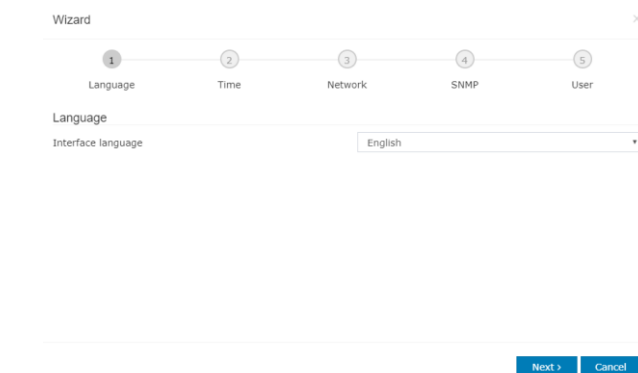 Wizard
1 2 3 4 5
Language Time Network SNMP User
Language
Interface language English
Next > Cancel